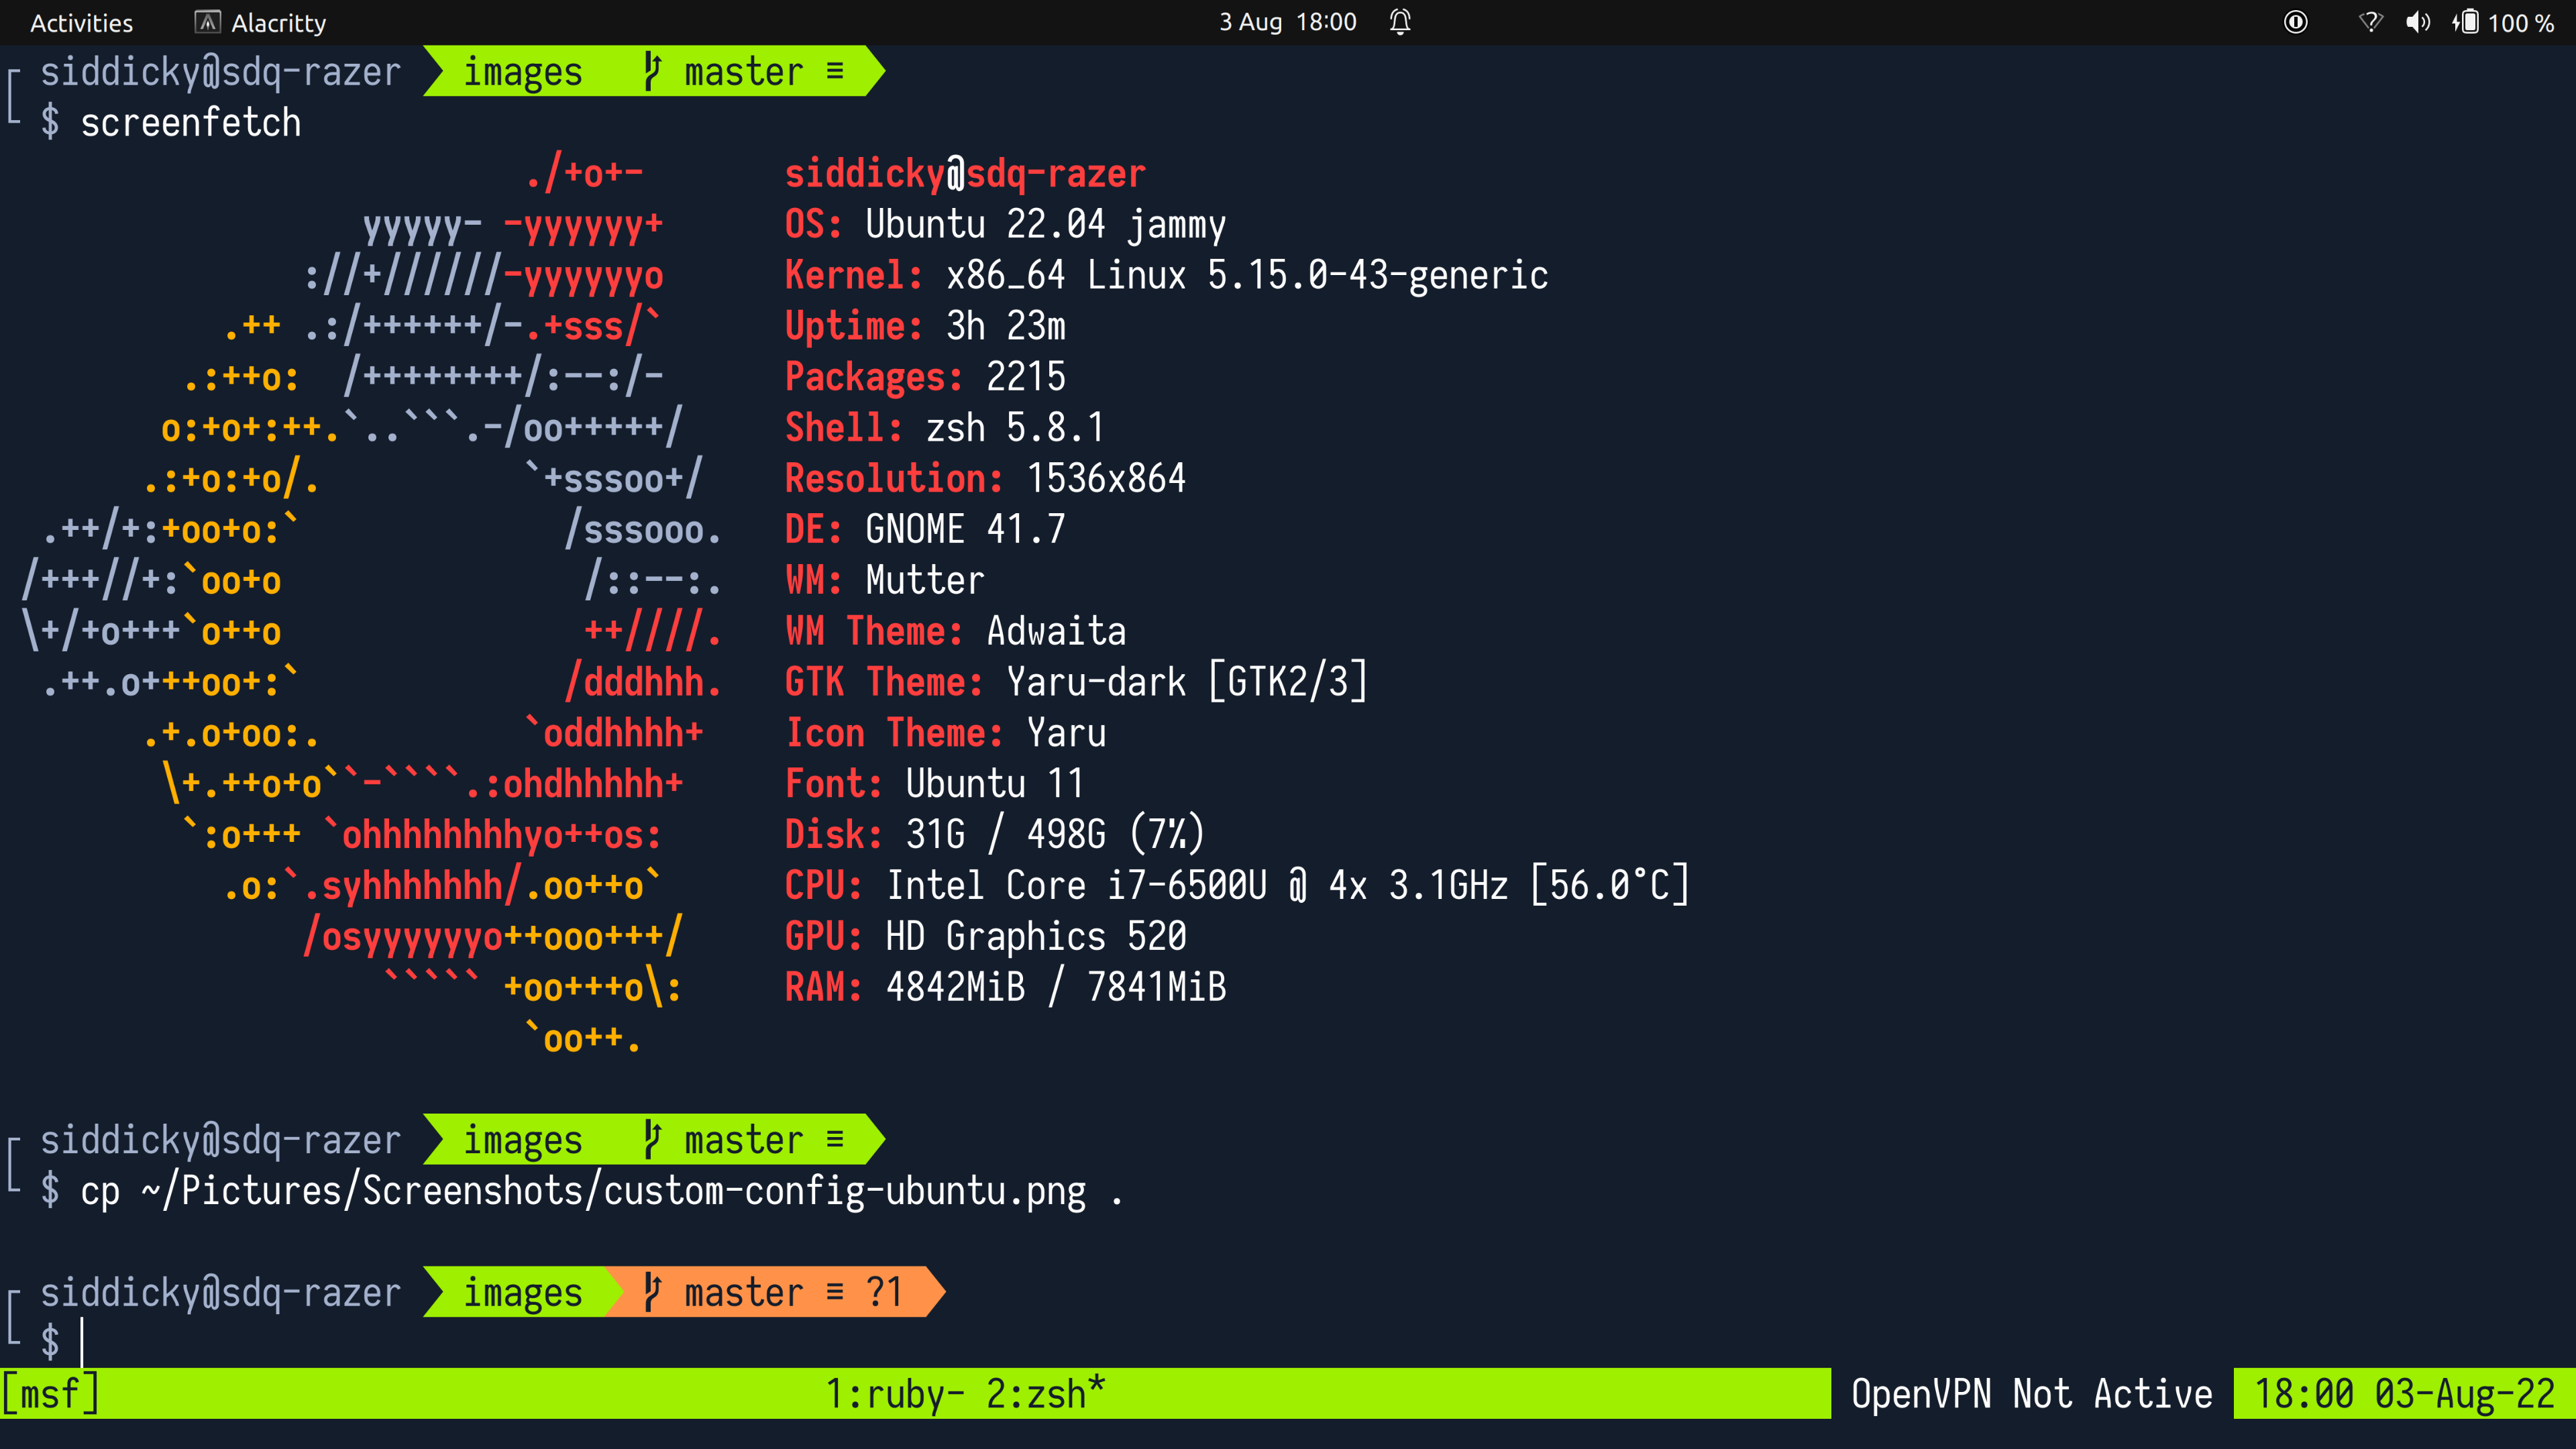 Activities Alacritty 3 Aug 18:00 100 %
siddicky@sdq-razer images master ≡
$ screenfetch
./+o+- siddicky@sdq-razer
yyyyy- -yyyyyy+ OS: Ubuntu 22.04 jammy
://+//////-yyyyyyo Kernel: x86_64 Linux 5.15.0-43-generic
.++ .:/++++++/-.+sss/` Uptime: 3h 23m
.:++o: /++++++++/:--:/- Packages: 2215
o:+o+:++.`..```.-/oo+++++/ Shell: zsh 5.8.1
.:+o:+o/. `+sssoo+/ Resolution: 1536x864
.++/+:+oo+o:` /sssooo. DE: GNOME 41.7
/+++//+:`oo+o /::--:. WM: Mutter
\+/+o+++`o++o ++////. WM Theme: Adwaita
.++.o+++oo+:` /dddhhh. GTK Theme: Yaru-dark [GTK2/3]
.+.o+oo:. `oddhhhh+ Icon Theme: Yaru
\+.++o+o``-````.:ohdhhhhh+ Font: Ubuntu 11
`:o+++ `ohhhhhhhhyo++os: Disk: 31G / 498G (7%)
.o:`.syhhhhhhh/.oo++o` CPU: Intel Core i7-6500U @ 4x 3.1GHz [56.0°C]
/osyyyyyyo++ooo+++/ GPU: HD Graphics 520
````` +oo+++o\: RAM: 4842MiB / 7841MiB
`oo++.
siddicky@sdq-razer images master ≡
$ cp ~/Pictures/Screenshots/custom-config-ubuntu.png .
siddicky@sdq-razer images master ≡ ?1
$
[msf] 1:ruby- 2:zsh* OpenVPN Not Active 18:00 03-Aug-22